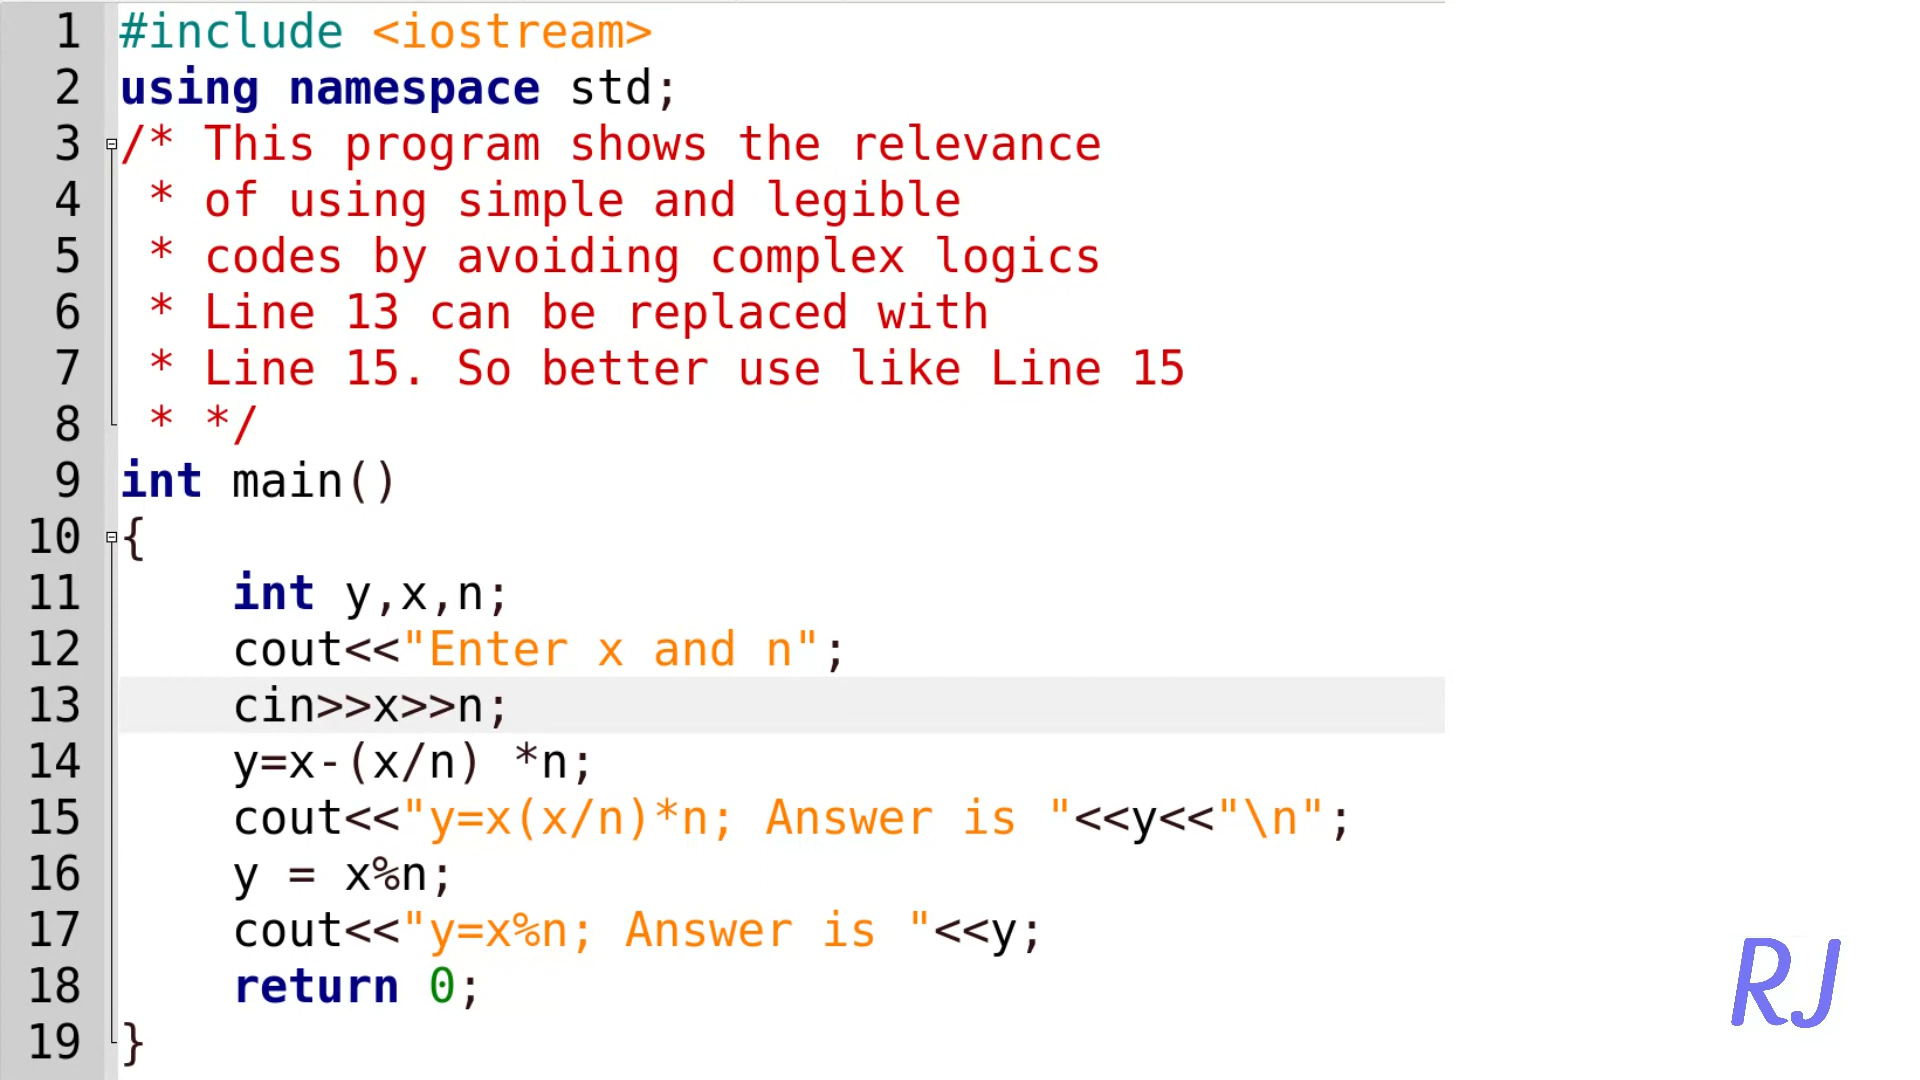 1 #include <iostream>
2 using namespace std;
3 /* This program shows the relevance
4 * of using simple and legible
5 * codes by avoiding complex logics
6 * Line 13 can be replaced with
7 * Line 15. So better use like Line 15
8 * */
9 int main()
10 {
11 int y,x,n;
12 cout<<"Enter x and n";
13 cin>>x>>n;
14 y=x-(x/n) *n;
15 cout<<"y=x(x/n)*n; Answer is "<<y<<"\n";
16 y = x%n;
17 cout<<"y=x%n; Answer is "<<y;
18 return 0;
19 }
RJ